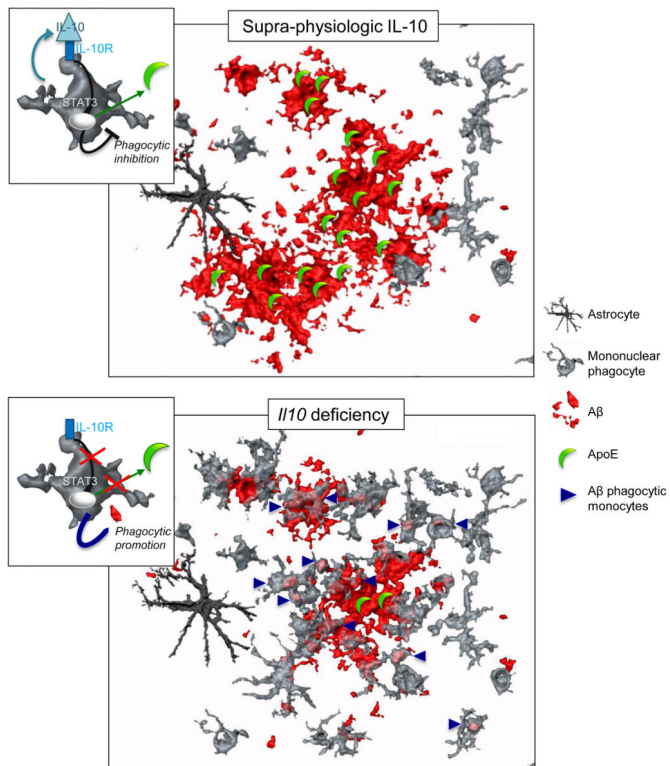 Supra-physiologic IL-10
IL-10
IL-10R
STAT3
Phagocytic
inhibition
Astrocyte
Mononuclear
phagocyte
Aβ
ApoE
Aβ phagocytic
monocytes
Il10 deficiency
IL-10R
STAT3
Phagocytic
promotion